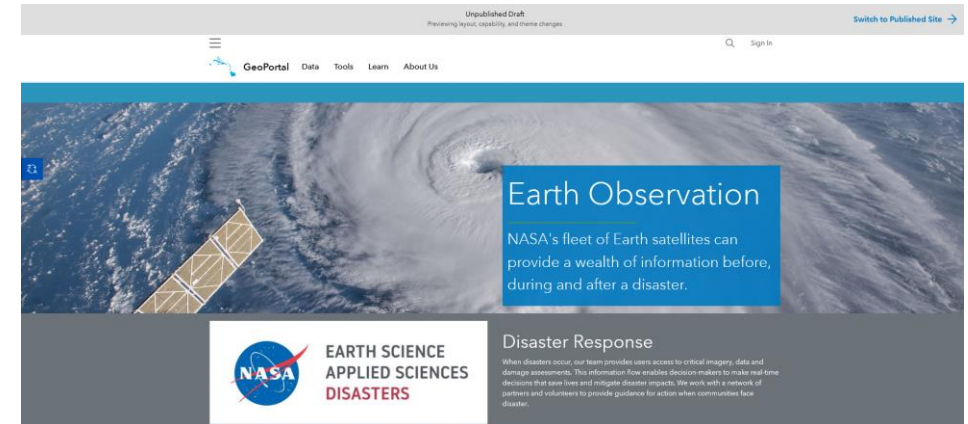 Unpublished Draft
Previewing layout, capability, and theme changes
Switch to Published Site
Sign In
GeoPortal Data Tools Learn About Us
Earth Observation
NASA's fleet of Earth satellites can
provide a wealth of information before,
during and after a disaster.
NASA
EARTH SCIENCE
APPLIED SCIENCES
DISASTERS
Disaster Response
When disasters occur, our team provides users access to critical imagery, data and
damage assessments. This information flow enables decision-makers to make real-time
decisions that save lives and mitigate disaster impacts. We work with a network of
partners and volunteers to provide guidance for action when communities face
disaster.